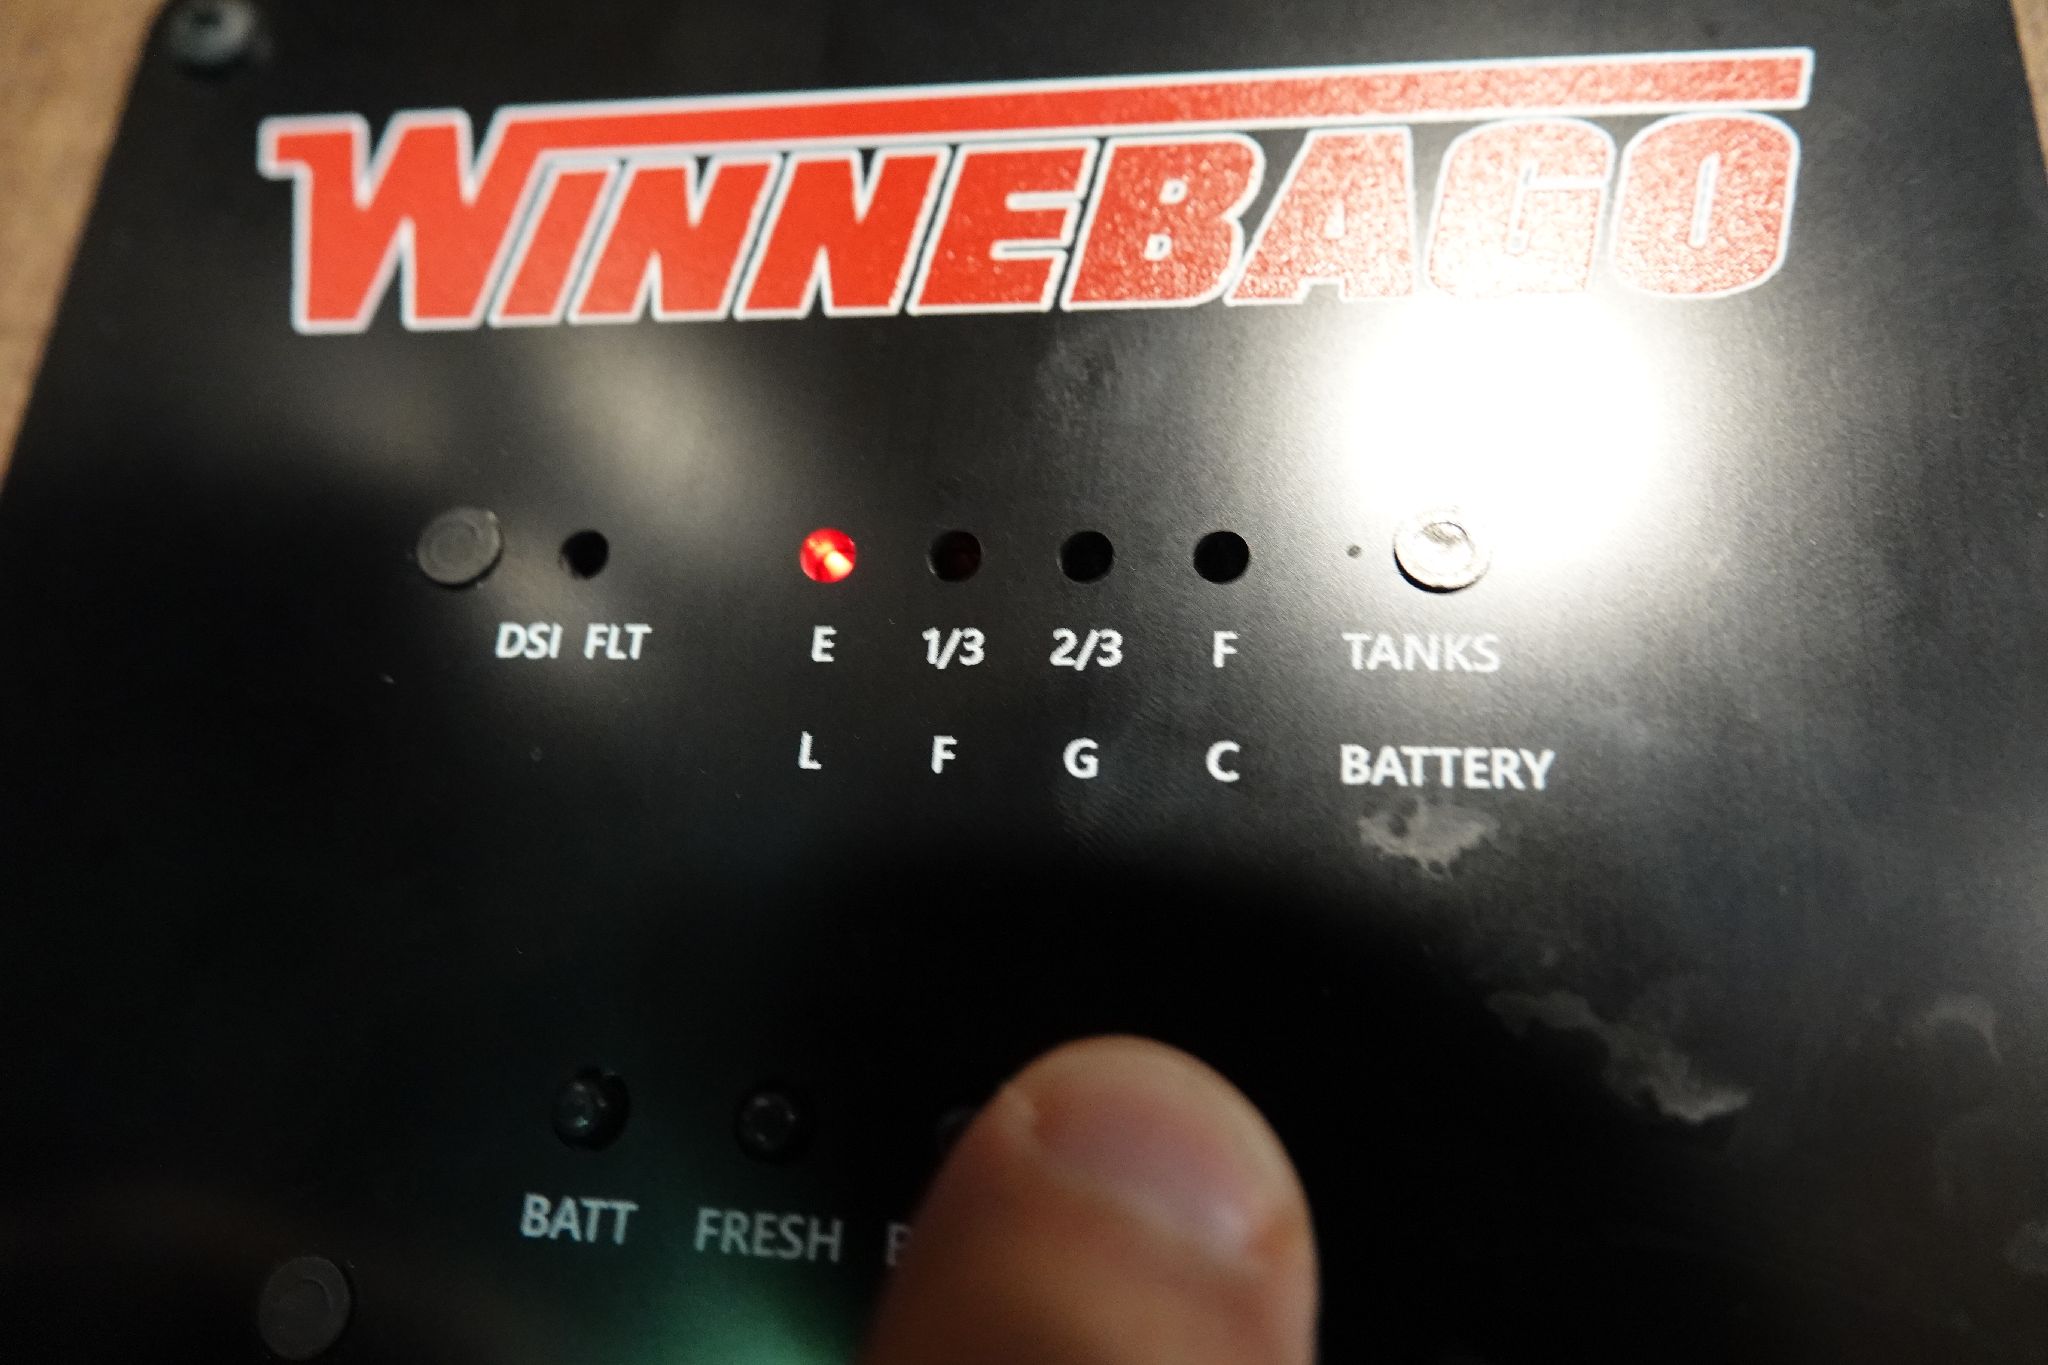 WINNEBAGO
DSI FLT E 1/3 2/3 F TANKS
L F G C BATTERY
BATT FRESH